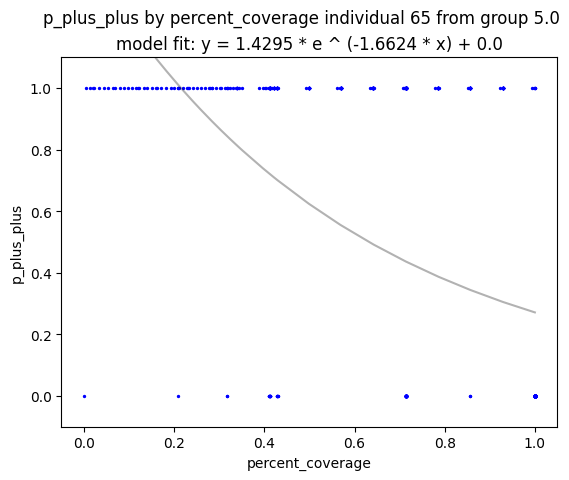 p_plus_plus by percent_coverage individual 65 from group 5.0
model fit: y = 1.4295 * e ^ (-1.6624 * x) + 0.0
1.0
0.8
0.6
0.4
0.2
0.0
p_plus_plus
0.0 0.2 0.4 0.6 0.8 1.0
percent_coverage